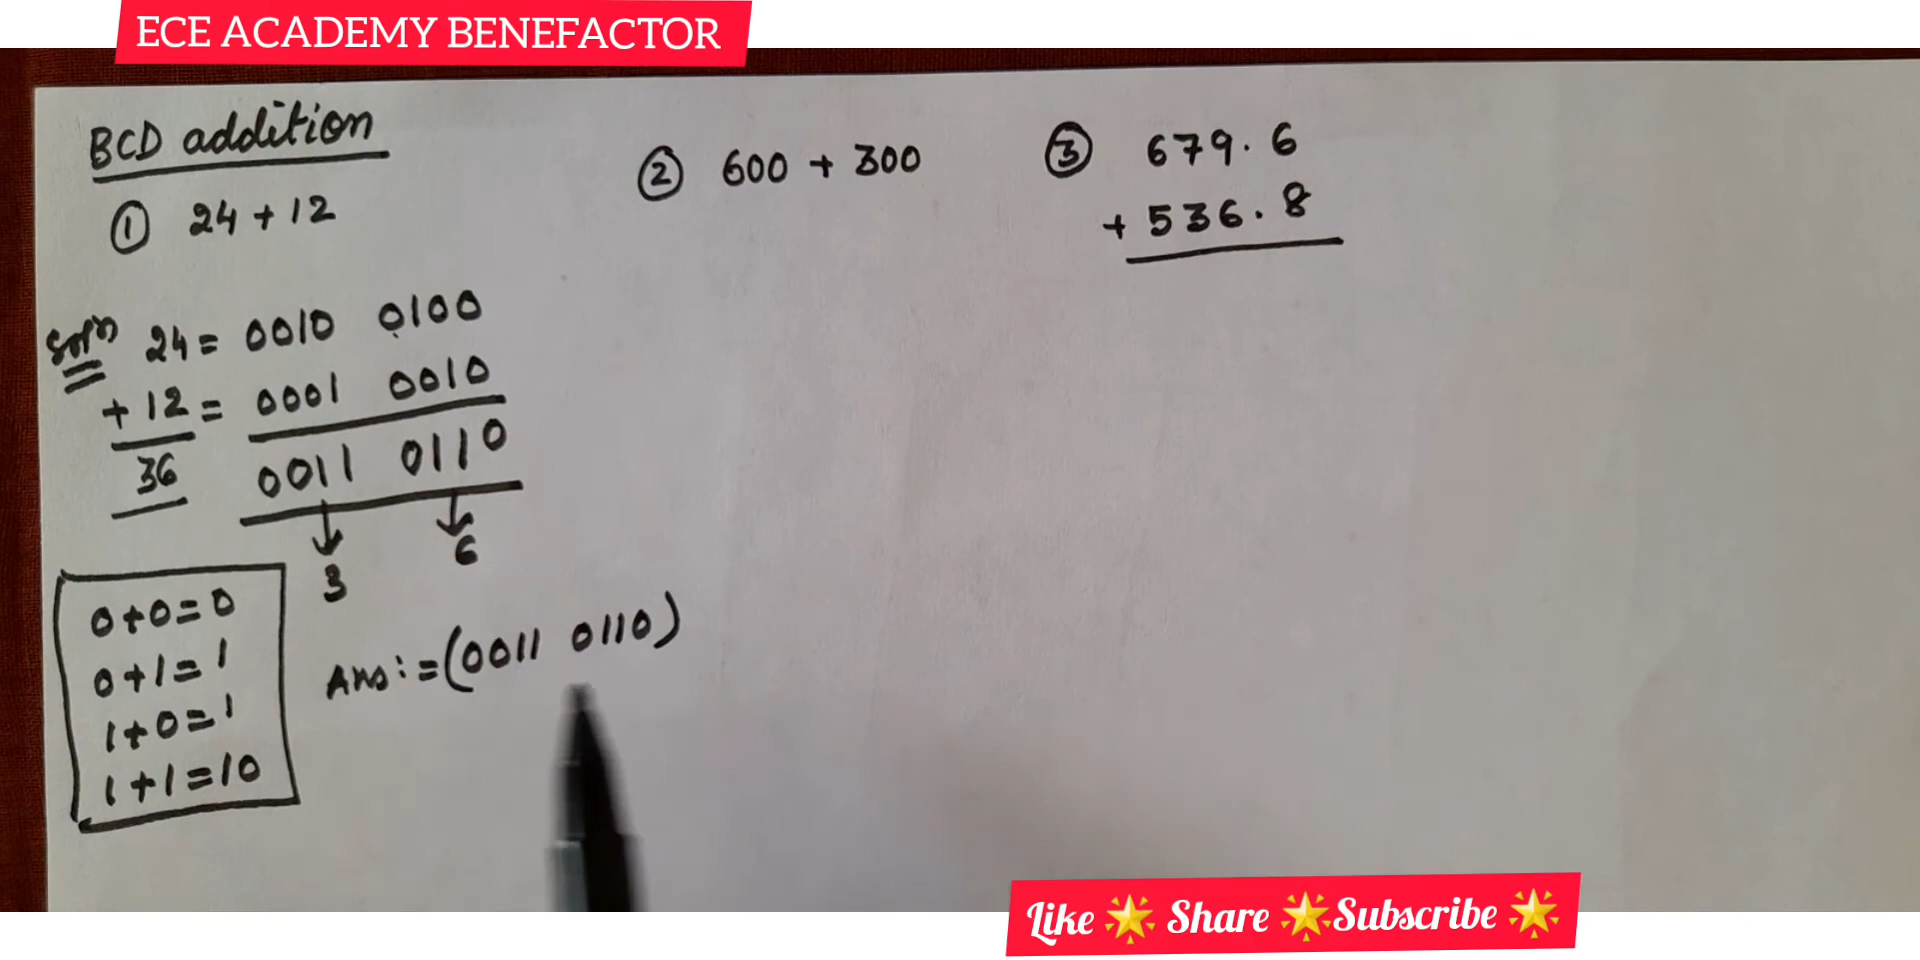 ECE ACADEMY BENEFACTOR
BCD addition
① 24 + 12
Soln 24 = 0010 0100
+ 12 = 0001 0010
36 0011 0110
3 6
0+0=0
0+1=1
1+0=1
1+1=10
Ans:=(0011 0110)
② 600 + 300
③ 679.6
+ 536.8
Like 🌟 Share 🌟Subscribe 🌟